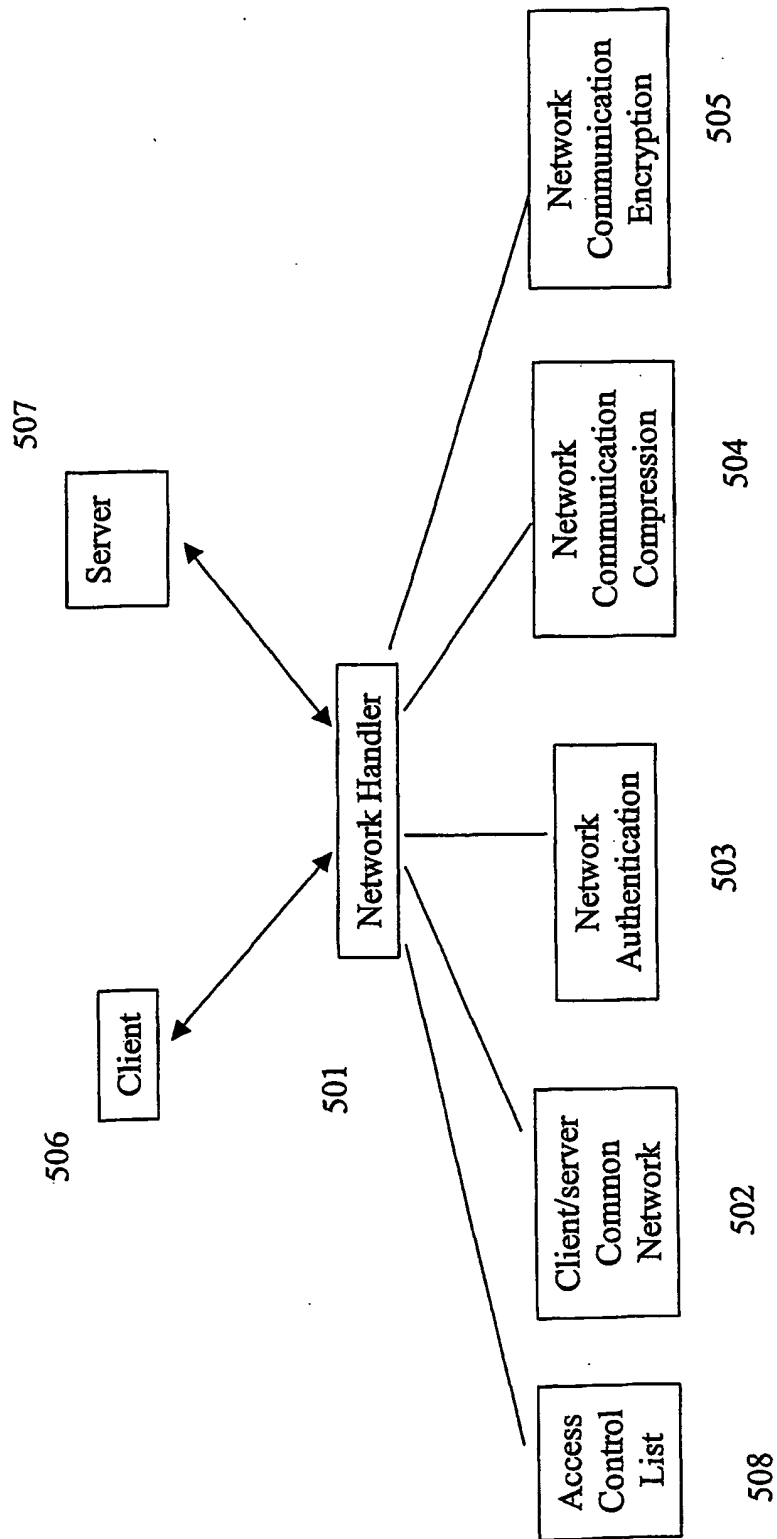 507
506
Server
Client
501
Network Handler
Access
Control
List
Client/server
Common
Network
Network
Authentication
Network
Communication
Compression
Network
Communication
Encryption
508
502
503
504
505